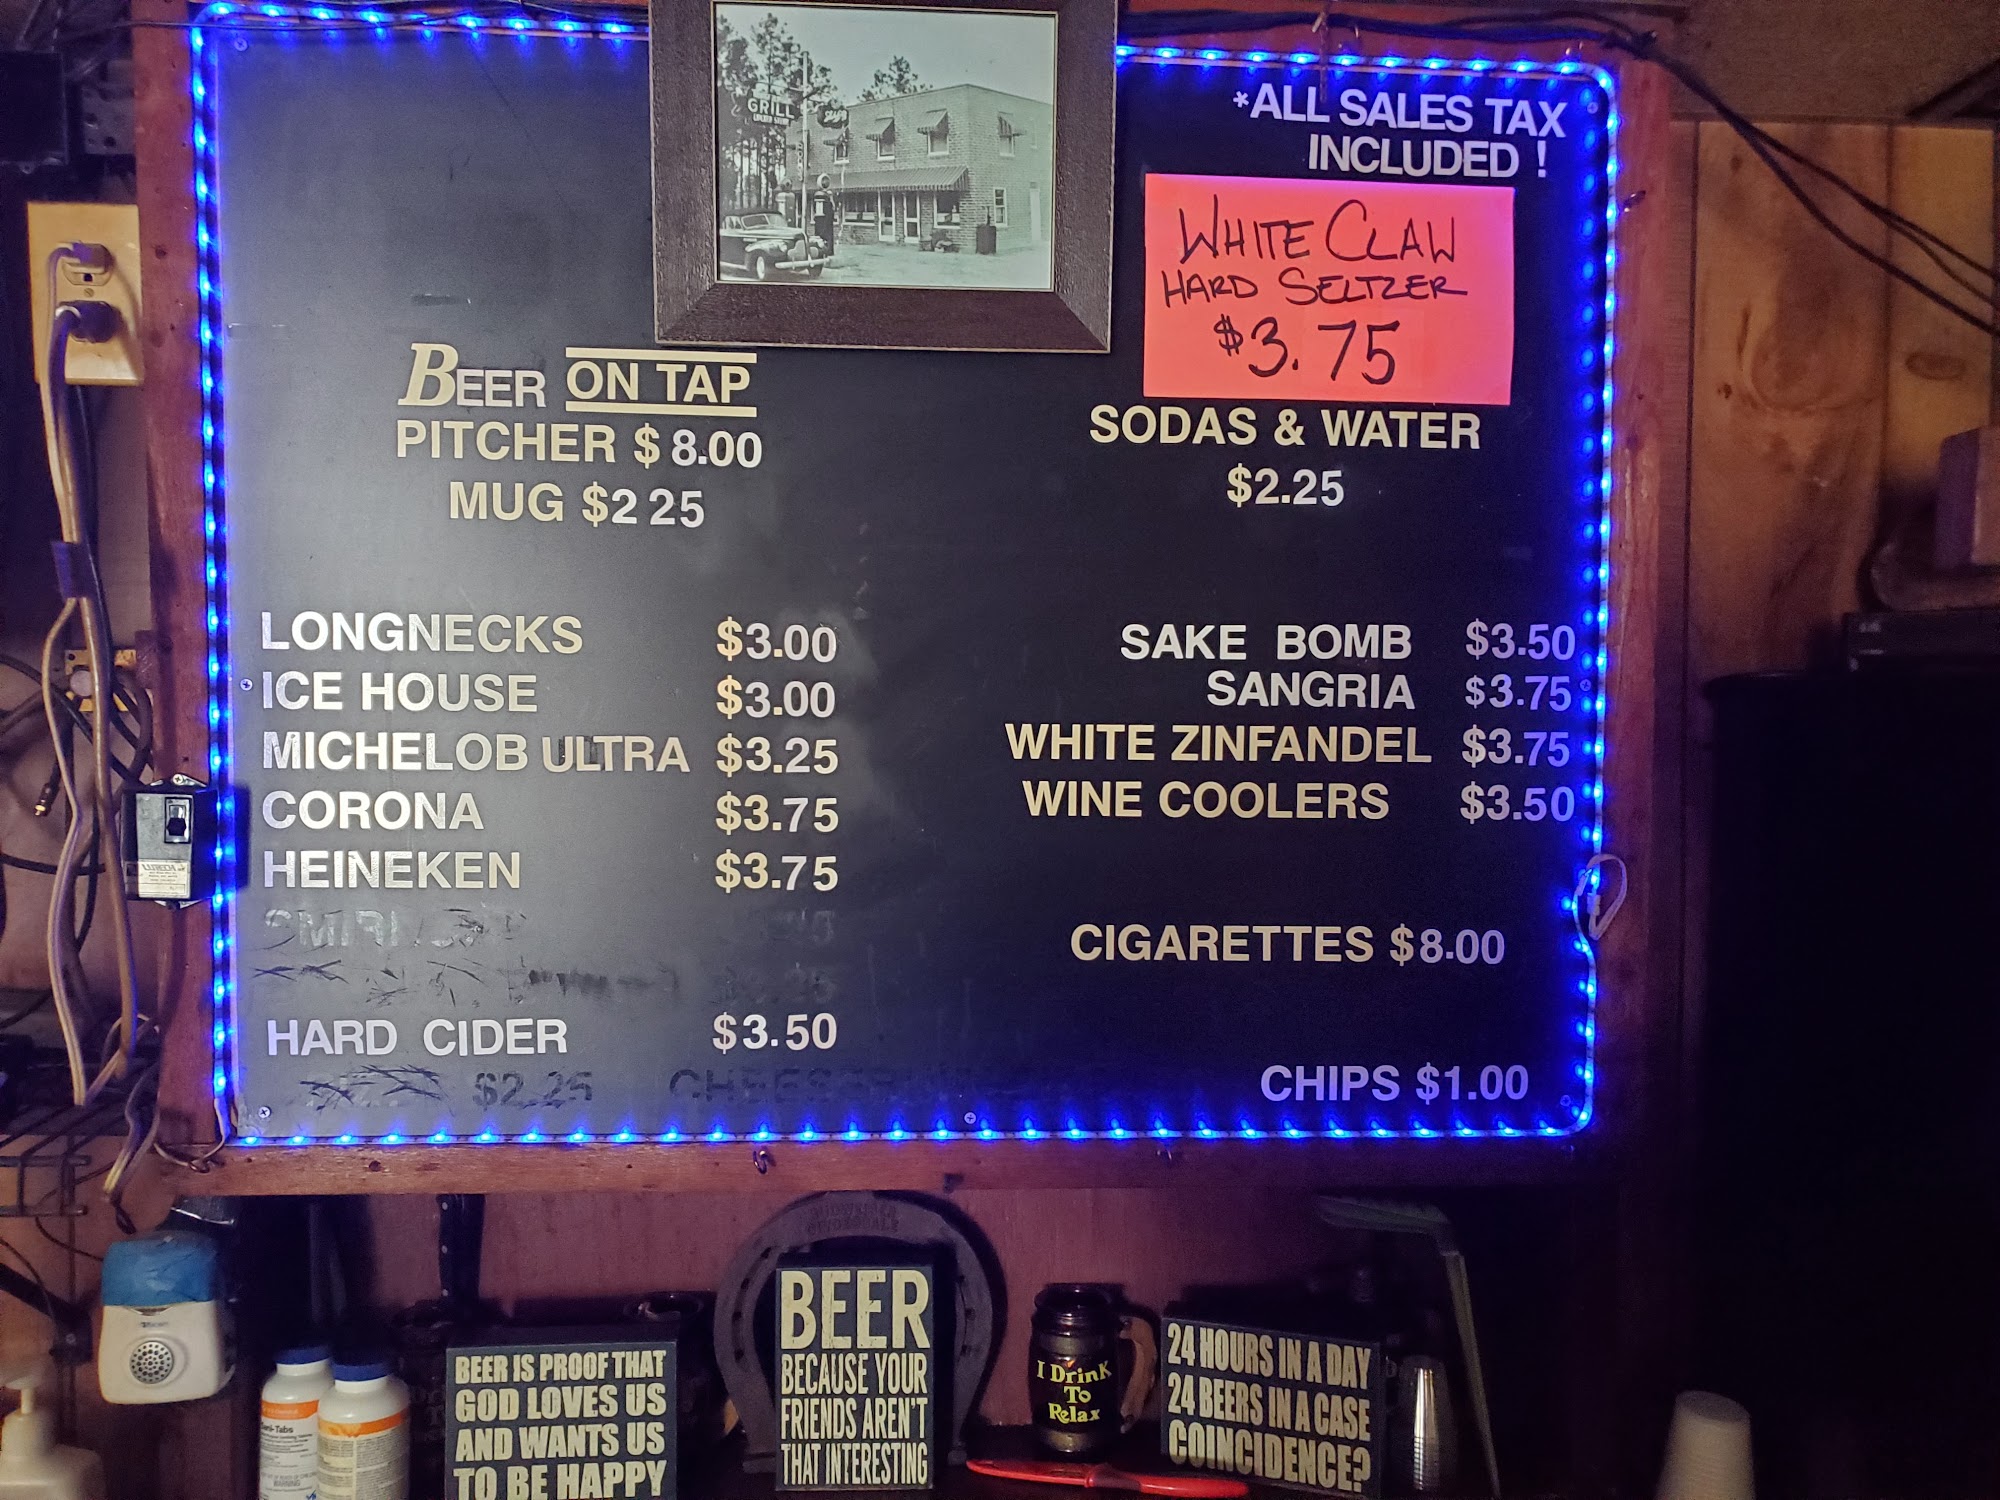 GRILL
*ALL SALES TAX
INCLUDED !
WHITE CLAW
HARD SELTZER
$3.75
BEER ON TAP
PITCHER $8.00
MUG $2 25
SODAS & WATER
$2.25
LONGNECKS $3.00
ICE HOUSE $3.00
MICHELOB ULTRA $3.25
CORONA $3.75
HEINEKEN $3.75
HARD CIDER $3.50
$2.25
SAKE BOMB $3.50
SANGRIA $3.75
WHITE ZINFANDEL $3.75
WINE COOLERS $3.50
CIGARETTES $8.00
CHIPS $1.00
BEER IS PROOF THAT
GOD LOVES US
AND WANTS US
TO BE HAPPY
BEER
BECAUSE YOUR
FRIENDS AREN'T
THAT INTERESTING
I Drink
To
Relax
24 HOURS IN A DAY
24 BEERS IN A CASE
COINCIDENCE?